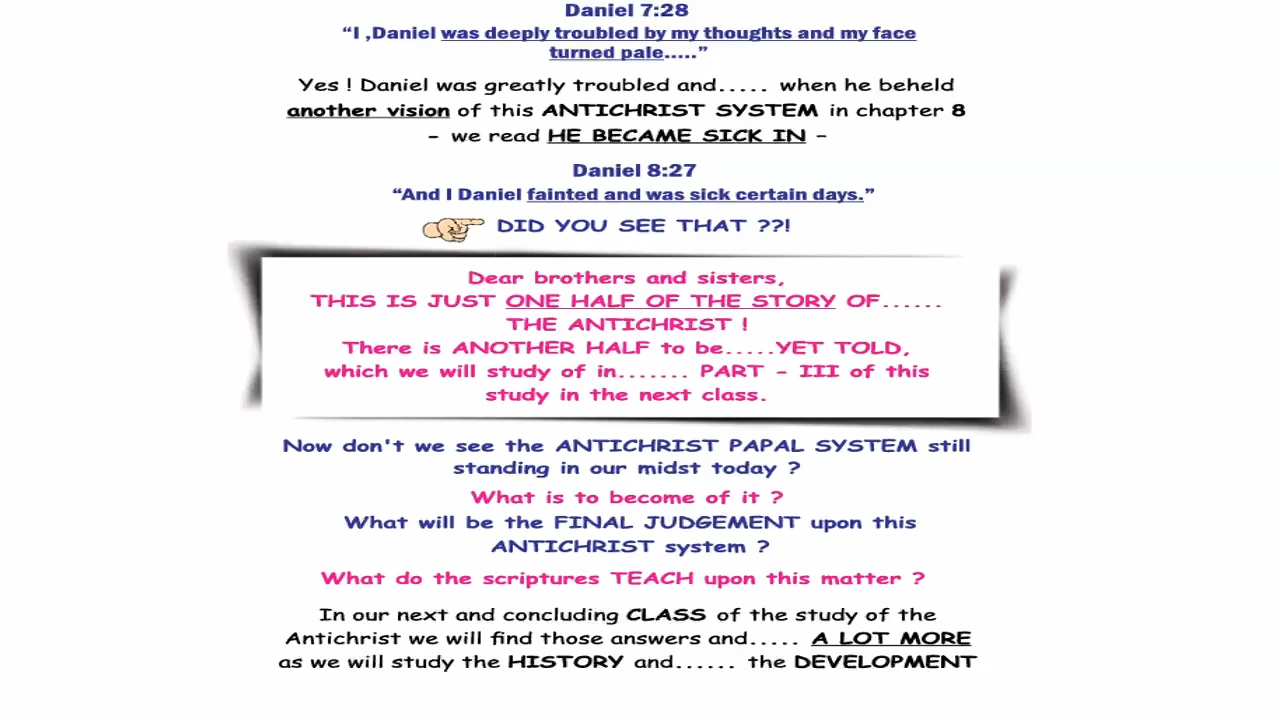 Daniel 7:28
“I ,Daniel was deeply troubled by my thoughts and my face
turned pale.....”
Yes ! Daniel was greatly troubled and..... when he beheld
another vision of this ANTICHRIST SYSTEM in chapter 8
- we read HE BECAME SICK IN -
Daniel 8:27
“And I Daniel fainted and was sick certain days.”
DID YOU SEE THAT ??!
Dear brothers and sisters,
THIS IS JUST ONE HALF OF THE STORY OF......
THE ANTICHRIST !
There is ANOTHER HALF to be.....YET TOLD,
which we will study of in....... PART - III of this
study in the next class.
Now don't we see the ANTICHRIST PAPAL SYSTEM still
standing in our midst today ?
What is to become of it ?
What will be the FINAL JUDGEMENT upon this
ANTICHRIST system ?
What do the scriptures TEACH upon this matter ?
In our next and concluding CLASS of the study of the
Antichrist we will find those answers and..... A LOT MORE
as we will study the HISTORY and...... the DEVELOPMENT